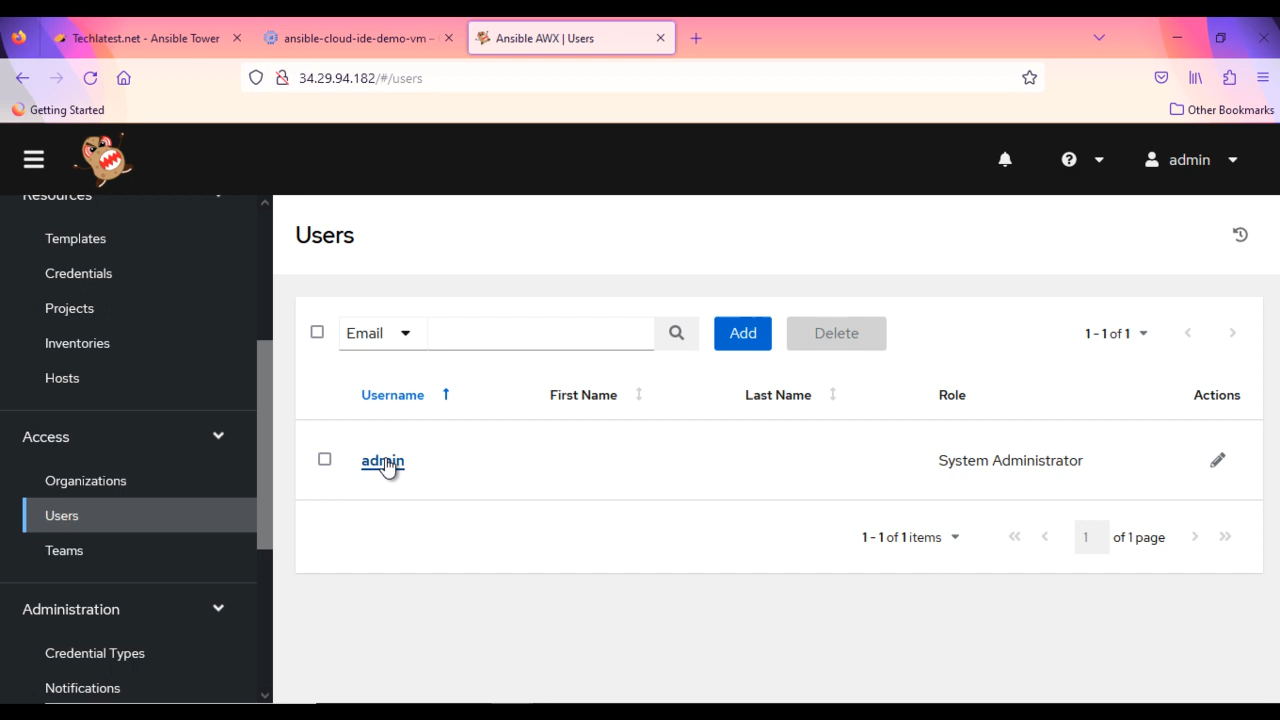 Techlatest.net - Ansible Tower
ansible-cloud-ide-demo-vm –
Ansible AWX | Users
34.29.94.182/#/users
Getting Started
Other Bookmarks
admin
Resources
Templates
Credentials
Projects
Inventories
Hosts
Access
Organizations
Users
Teams
Administration
Credential Types
Notifications
Users
Email
Add
Delete
1 - 1 of 1
Username
First Name
Last Name
Role
Actions
admin
System Administrator
1 - 1 of 1 items
1
of 1 page